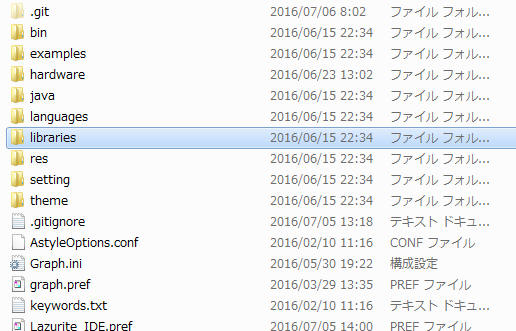 .git 2016/07/06 8:02 ファイル フォル...
bin 2016/06/15 22:34 ファイル フォル...
examples 2016/06/15 22:34 ファイル フォル...
hardware 2016/06/23 13:02 ファイル フォル...
java 2016/06/15 22:34 ファイル フォル...
languages 2016/06/15 22:34 ファイル フォル...
libraries 2016/06/15 22:34 ファイル フォル...
res 2016/06/15 22:34 ファイル フォル...
setting 2016/06/15 22:34 ファイル フォル...
theme 2016/06/15 22:34 ファイル フォル...
.gitignore 2016/07/05 13:18 テキスト ドキュ...
AstyleOptions.conf 2016/02/10 11:16 CONF ファイル
Graph.ini 2016/05/30 19:22 構成設定
graph.pref 2016/03/29 13:35 PREF ファイル
keywords.txt 2016/02/10 11:16 テキスト ドキュ...
Lazurite_IDE.pref 2016/07/05 14:00 PREF ファイル